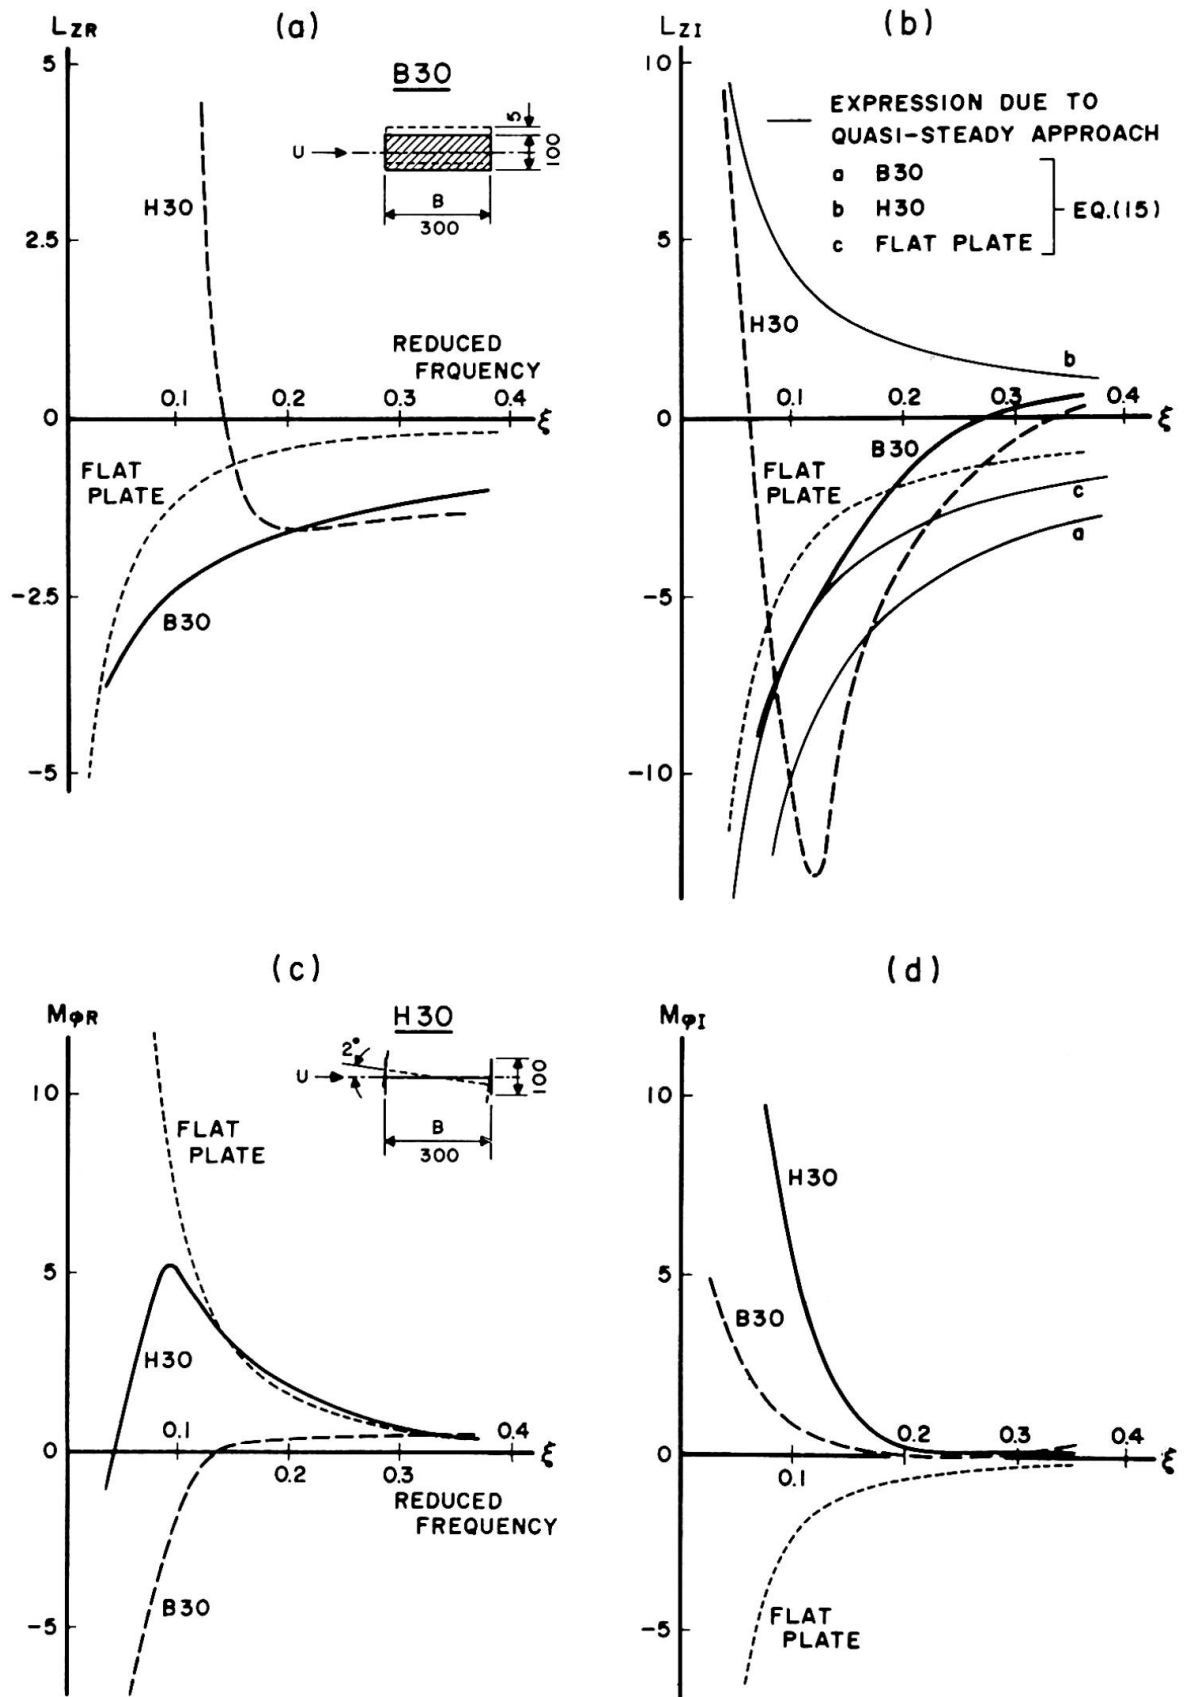 (a)
LZR
5
B30
5
100
U
B
300
H30
2.5
REDUCED
FRQUENCY
0.1
0.2
0.3
0.4
0
ξ
FLAT
PLATE
-2.5
B30
-5
(b)
LZI
10
EXPRESSION DUE TO
QUASI-STEADY APPROACH
a B30
b H30
c FLAT PLATE
EQ.(15)
5
H30
b
0.1
0.2
0.3
0.4
0
ξ
B30
FLAT
PLATE
c
a
-5
-10
(c)
MφR
H30
2°
U
100
B
300
10
FLAT
PLATE
5
H30
0.1
0.4
0
ξ
0.2
0.3
REDUCED
FREQUENCY
B30
-5
(d)
MφI
10
H30
5
B30
0.2
0.3
0.4
0
ξ
0.1
FLAT
PLATE
-5